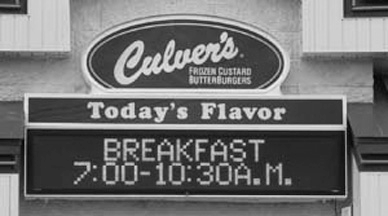 Culver's
FROZEN CUSTARD
BUTTERBURGERS
Today's Flavor
BREAKFAST
7:00-10:30A.M.